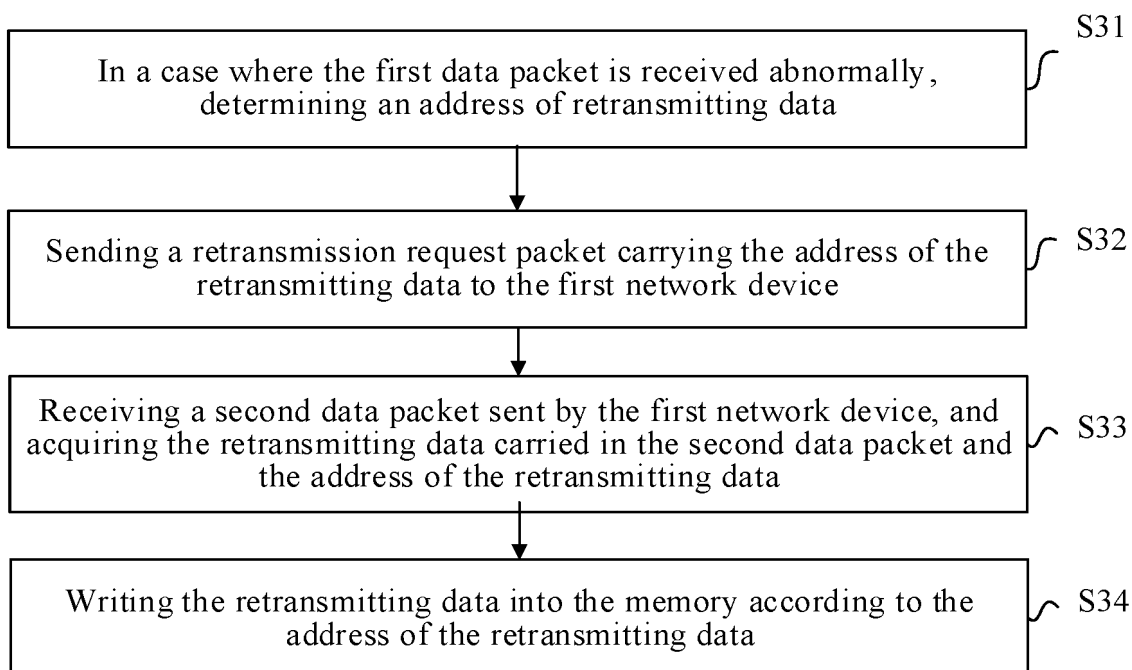 S31
In a case where the first data packet is received abnormally,
determining an address of retransmitting data
Sending a retransmission request packet carrying the address of the
retransmitting data to the first network device
S32
Receiving a second data packet sent by the first network device, and
acquiring the retransmitting data carried in the second data packet and
the address of the retransmitting data
S33
Writing the retransmitting data into the memory according to the
address of the retransmitting data
S34